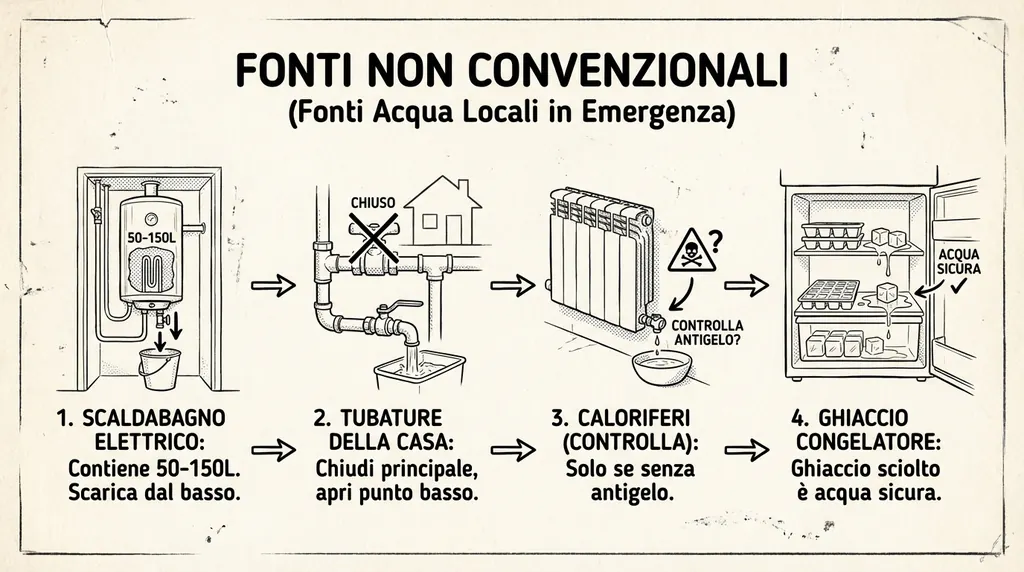 FONTI NON CONVENZIONALI
(Fonti Acqua Locali in Emergenza)
50-150L
CHIUSO
?
CONTROLLA
ANTIGELO?
ACQUA
SICURA
✓
1. SCALDABAGNO
ELETTRICO:
Contiene 50-150L.
Scarica dal basso.
2. TUBATURE
DELLA CASA:
Chiudi principale,
apri punto basso.
3. CALORIFERI
(CONTROLLA):
Solo se senza
antigelo.
4. GHIACCIO
CONGELATORE:
Ghiaccio sciolto
è acqua sicura.